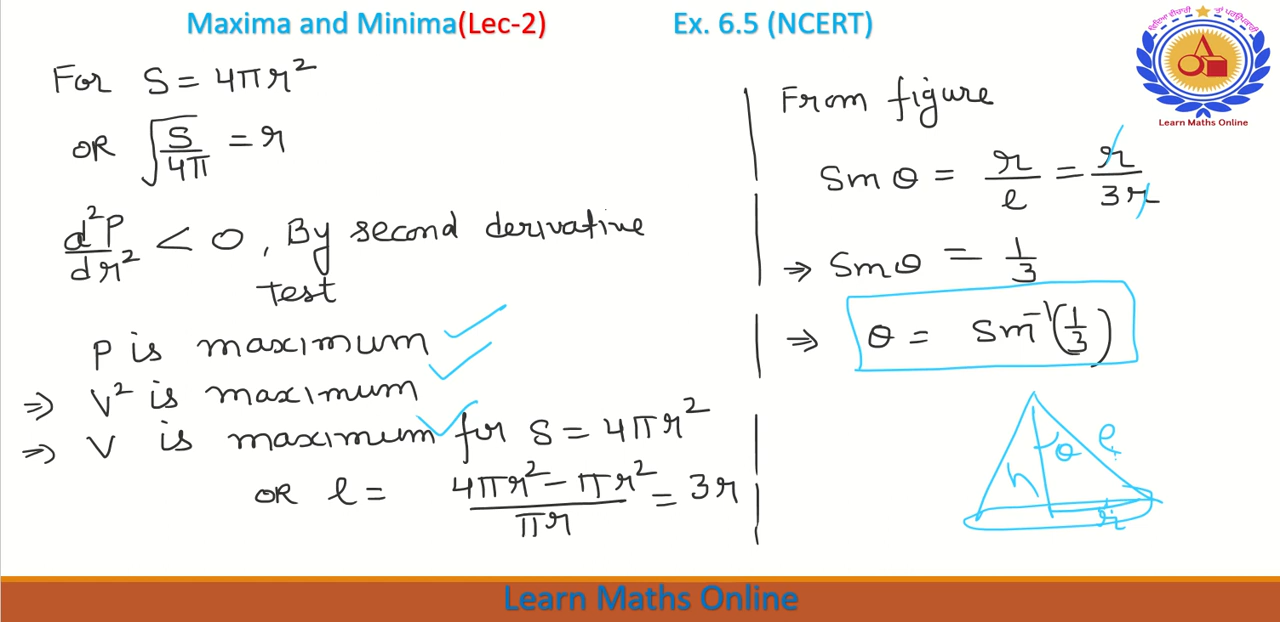 Maxima and Minima(Lec-2) Ex. 6.5 (NCERT)
ਵਿਦਿਆ ਵੀਚਾਰੀ ਤਾਂ ਪਰਉਪਕਾਰੀ
Learn Maths Online
For S = 4πr²
OR √(S/4π) = r
d²P/dr² < 0, By second derivative
test
P is maximum
⇒ V² is maximum
⇒ V is maximum for S = 4πr²
OR l = (4πr² − πr²)/πr = 3r
From figure
Sin θ = r/l = r/3r
⇒ Sin θ = 1/3
⇒ θ = Sin⁻¹(1/3)
h θ l
r
Learn Maths Online